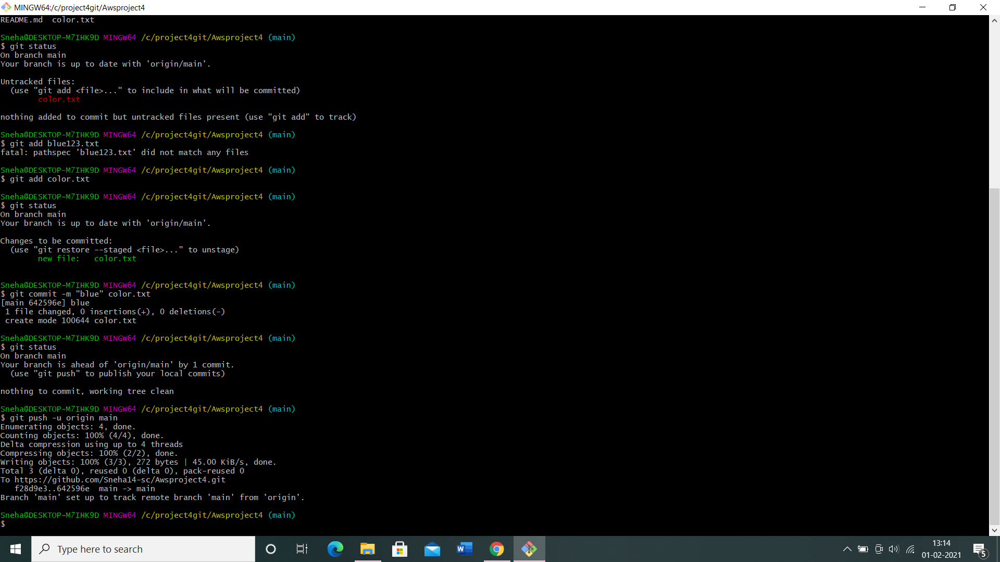 MINGW64:/c/project4git/Awsproject4
README.md  color.txt
Sneha@DESKTOP-M7IHK9D MINGW64 /c/project4git/Awsproject4 (main)
$ git status
On branch main
Your branch is up to date with 'origin/main'.
Untracked files:
  (use "git add <file>..." to include in what will be committed)
        color.txt
nothing added to commit but untracked files present (use "git add" to track)
Sneha@DESKTOP-M7IHK9D MINGW64 /c/project4git/Awsproject4 (main)
$ git add blue123.txt
fatal: pathspec 'blue123.txt' did not match any files
Sneha@DESKTOP-M7IHK9D MINGW64 /c/project4git/Awsproject4 (main)
$ git add color.txt
Sneha@DESKTOP-M7IHK9D MINGW64 /c/project4git/Awsproject4 (main)
$ git status
On branch main
Your branch is up to date with 'origin/main'.
Changes to be committed:
  (use "git restore --staged <file>..." to unstage)
        new file:   color.txt
Sneha@DESKTOP-M7IHK9D MINGW64 /c/project4git/Awsproject4 (main)
$ git commit -m "blue" color.txt
[main 642596e] blue
 1 file changed, 0 insertions(+), 0 deletions(-)
 create mode 100644 color.txt
Sneha@DESKTOP-M7IHK9D MINGW64 /c/project4git/Awsproject4 (main)
$ git status
On branch main
Your branch is ahead of 'origin/main' by 1 commit.
  (use "git push" to publish your local commits)
nothing to commit, working tree clean
Sneha@DESKTOP-M7IHK9D MINGW64 /c/project4git/Awsproject4 (main)
$ git push -u origin main
Enumerating objects: 4, done.
Counting objects: 100% (4/4), done.
Delta compression using up to 4 threads
Compressing objects: 100% (2/2), done.
Writing objects: 100% (3/3), 272 bytes | 45.00 KiB/s, done.
Total 3 (delta 0), reused 0 (delta 0), pack-reused 0
To https://github.com/Sneha14-sc/Awsproject4.git
   f28d9e3..642596e  main -> main
Branch 'main' set up to track remote branch 'main' from 'origin'.
Sneha@DESKTOP-M7IHK9D MINGW64 /c/project4git/Awsproject4 (main)
$
Type here to search
W
13:14
01-02-2021
5